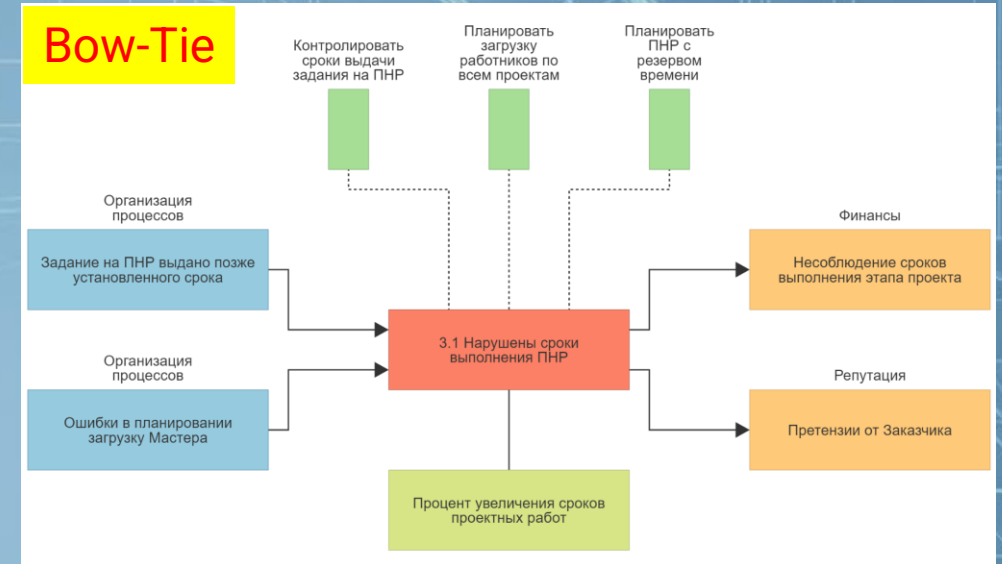 Bow-Tie
Контролировать
сроки выдачи
задания на ПНР
Планировать
загрузку
работников по
всем проектам
Планировать
ПНР с
резервом
времени
Организация
процессов
Задание на ПНР выдано позже
установленного срока
Организация
процессов
Ошибки в планировании
загрузку Мастера
3.1 Нарушены сроки
выполнения ПНР
Процент увеличения сроков
проектных работ
Финансы
Несоблюдение сроков
выполнения этапа проекта
Репутация
Претензии от Заказчика